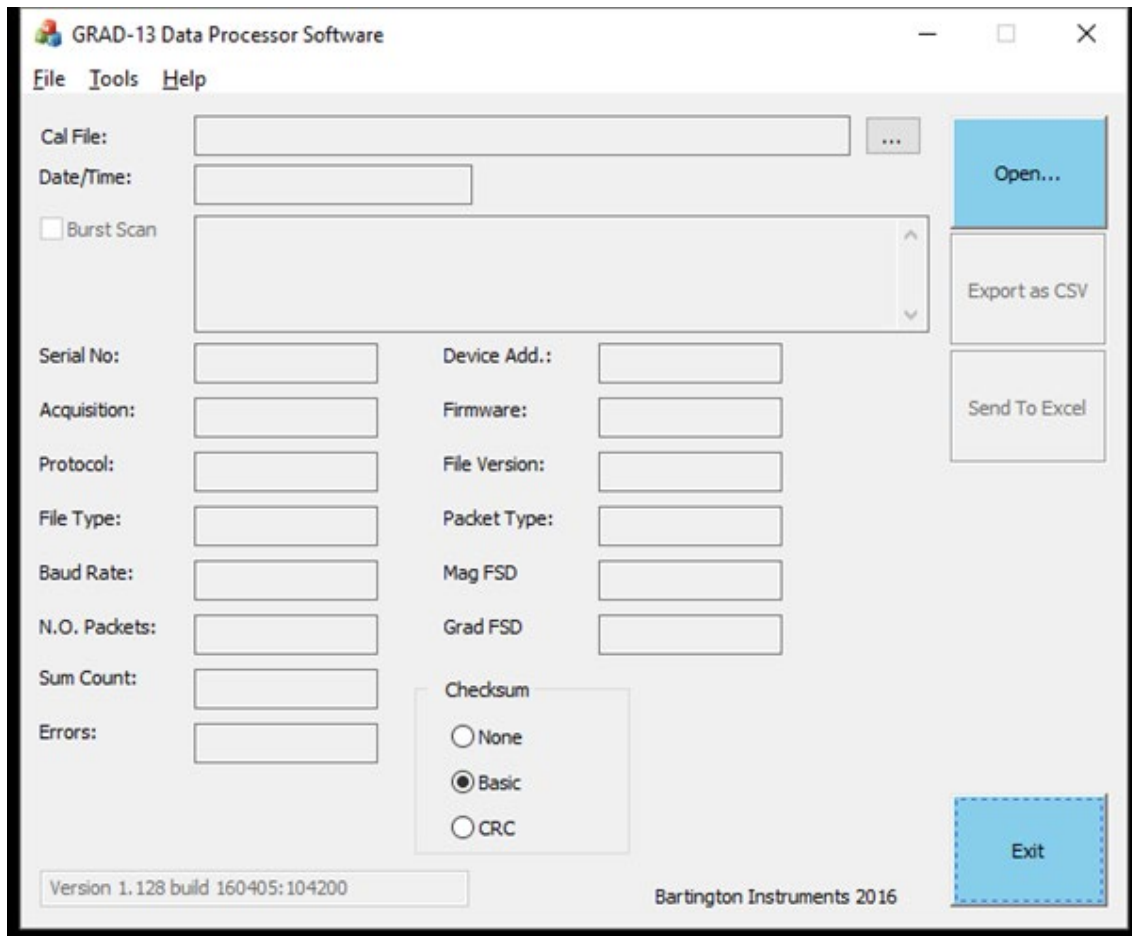 GRAD-13 Data Processor Software
File Tools Help
Cal File:
...
Open...
Date/Time:
Burst Scan
Export as CSV
Serial No:
Device Add.:
Acquisition:
Firmware:
Send To Excel
Protocol:
File Version:
File Type:
Packet Type:
Baud Rate:
Mag FSD
N.O. Packets:
Grad FSD
Sum Count:
Checksum
Errors:
None
Basic
CRC
Exit
Version 1.128 build 160405:104200
Bartington Instruments 2016